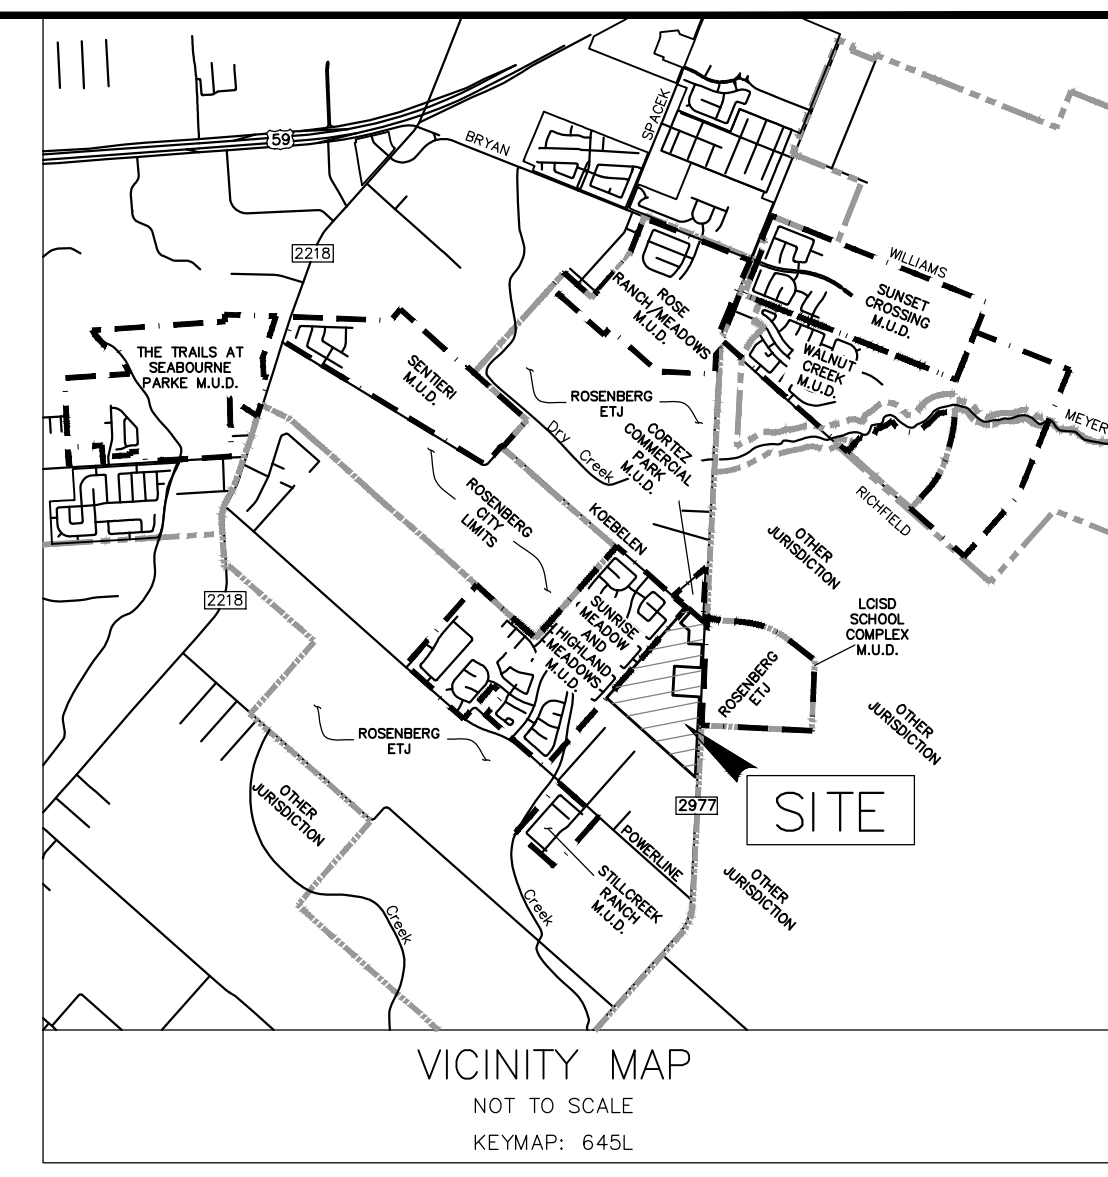 59
BRYAN
SPACEK
2218
WILLIAMS
SUNSET
CROSSING
M.U.D.
ROSE
RANCH/MEADOWS
M.U.D.
THE TRAILS AT
SEABOURNE
PARKE M.U.D.
SENTIERI
M.U.D.
WALNUT
CREEK
M.U.D.
ROSENBERG
ETJ
MEYER
Dry
Creek
CORTEZ
COMMERCIAL
PARK
M.U.D.
ROSENBERG
CITY
LIMITS
KOEBELEN
RICHFIELD
OTHER
JURISDICTION
2218
SUNRISE
MEADOW
AND
HIGHLAND
MEADOWS
M.U.D.
LCISD
SCHOOL
COMPLEX
M.U.D.
ROSENBERG
ETJ
OTHER
JURISDICTION
ROSENBERG
ETJ
OTHER
JURISDICTION
2977
SITE
POWERLINE
STILLCREEK
RANCH
M.U.D.
OTHER
JURISDICTION
Creek
Creek
VICINITY MAP
NOT TO SCALE
KEYMAP: 645L